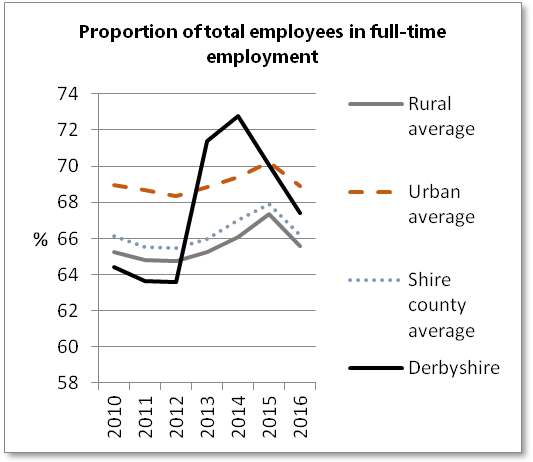 Proportion of total employees in full-time
employment
74
72
70
68
66
64
62
60
58
%
2010
2011
2012
2013
2014
2015
2016
Rural
average
Urban
average
Shire
county
average
Derbyshire